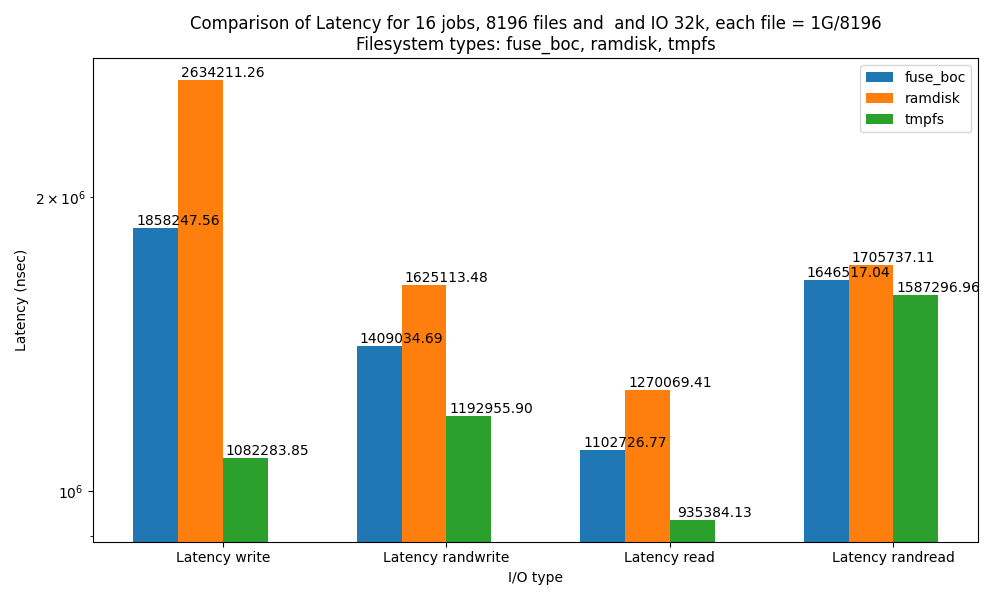 Comparison of Latency for 16 jobs, 8196 files and  and IO 32k, each file = 1G/8196
Filesystem types: fuse_boc, ramdisk, tmpfs
fuse_boc
ramdisk
tmpfs
Latency (nsec)
2 × 10⁶
10⁶
1858247.56
2634211.26
1082283.85
1409034.69
1625113.48
1192955.90
1102726.77
1270069.41
935384.13
1646517.04
1705737.11
1587296.96
Latency write
Latency randwrite
Latency read
Latency randread
I/O type